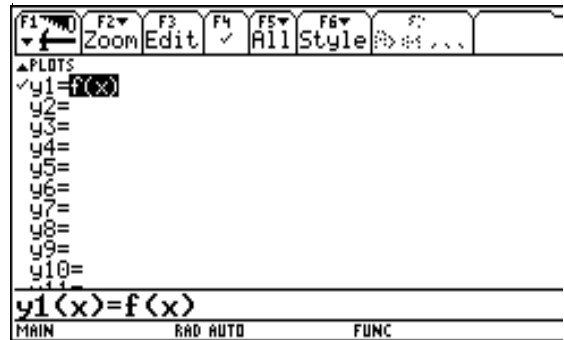 F1 F2 F3 F4 F5 F6
Zoom Edit ✓ All Style
▲PLOTS
✓y1=f(x)
y2=
y3=
y4=
y5=
y6=
y7=
y8=
y9=
y10=
y1(x)=f(x)
MAIN RAD AUTO FUNC